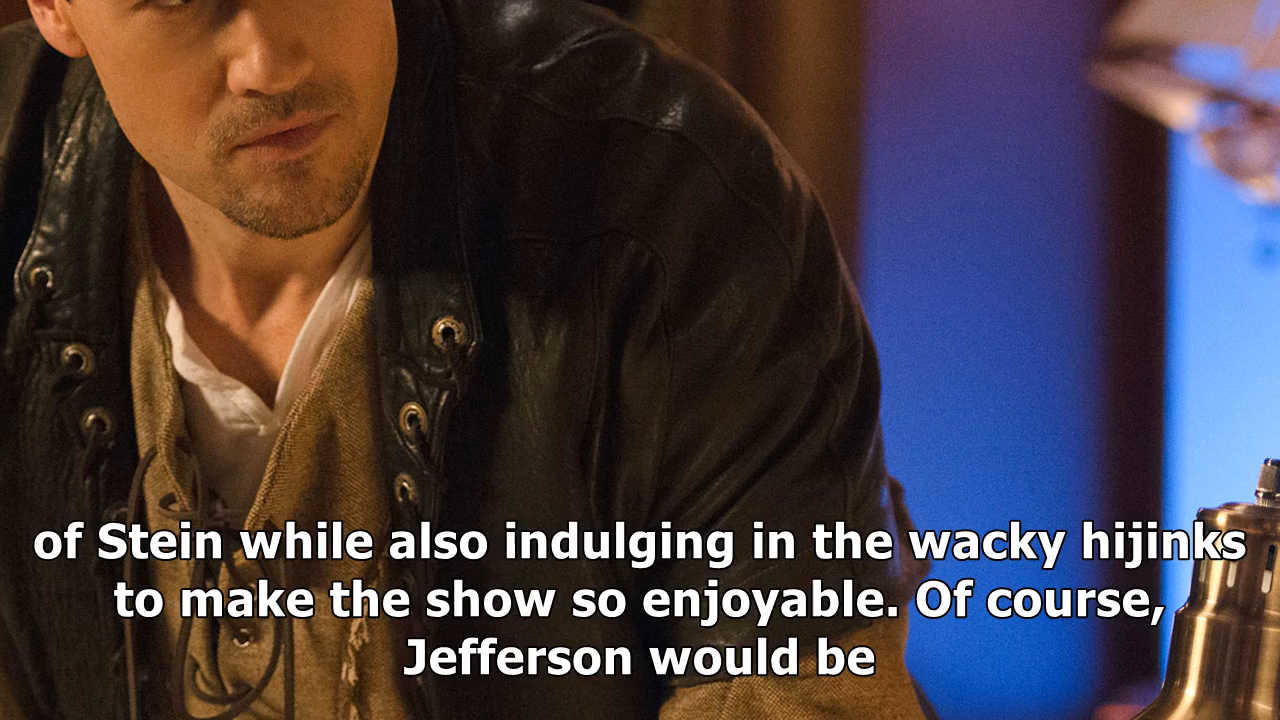 of Stein while also indulging in the wacky hijinks
to make the show so enjoyable. Of course,
Jefferson would be